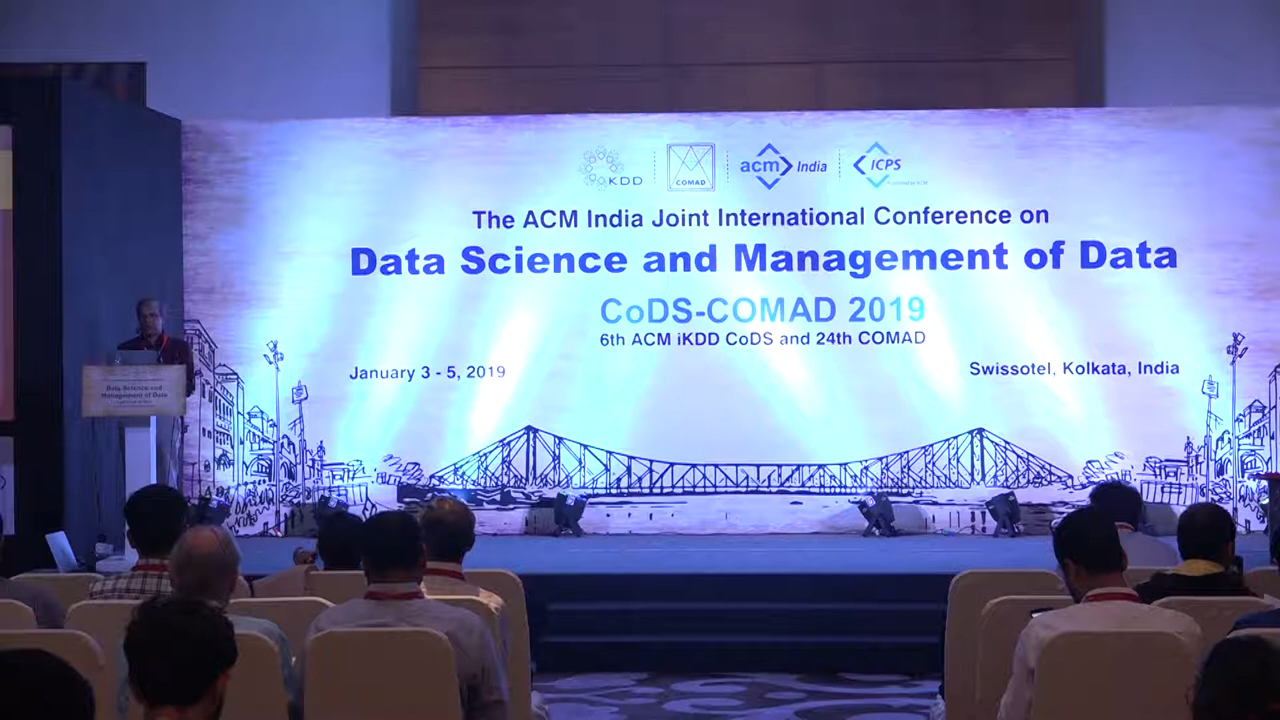 KDD
COMAD
acm India
ICPS
The ACM India Joint International Conference on
Data Science and Management of Data
CoDS-COMAD 2019
6th ACM iKDD CoDS and 24th COMAD
January 3 - 5, 2019
Swissotel, Kolkata, India
Data Science and
Management of Data